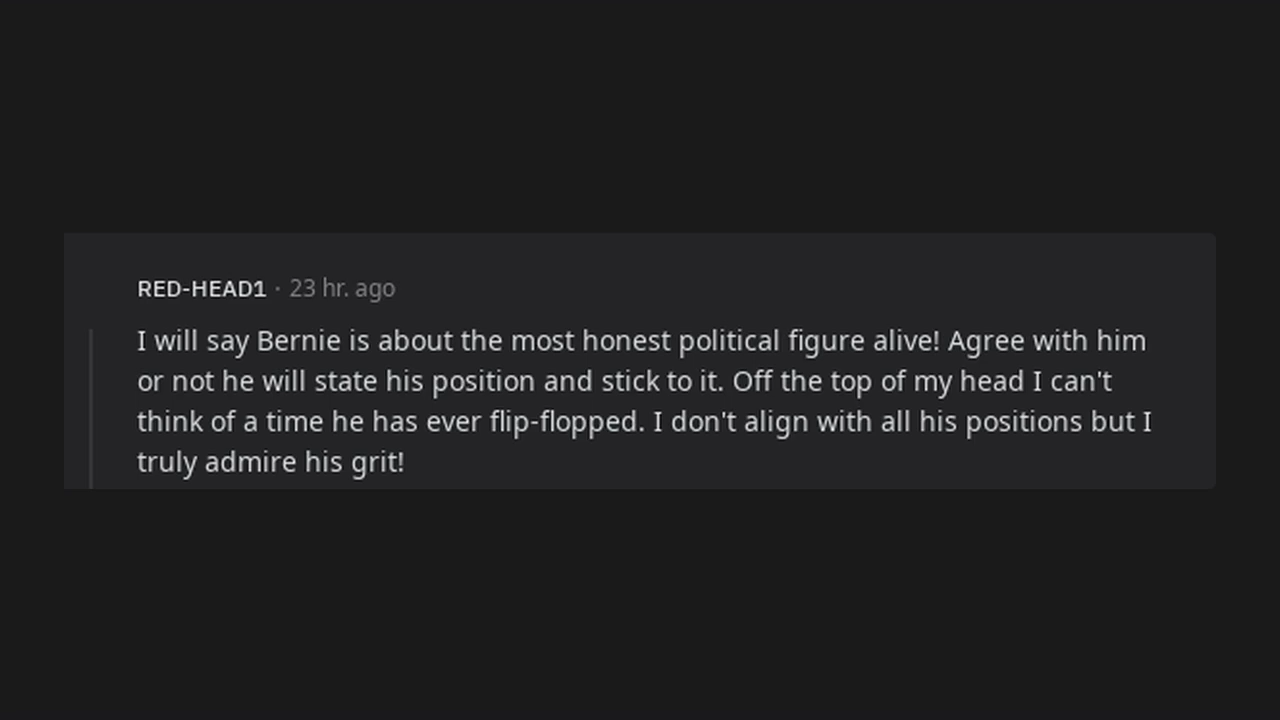 RED-HEAD1 · 23 hr. ago
I will say Bernie is about the most honest political figure alive! Agree with him
or not he will state his position and stick to it. Off the top of my head I can't
think of a time he has ever flip-flopped. I don't align with all his positions but I
truly admire his grit!